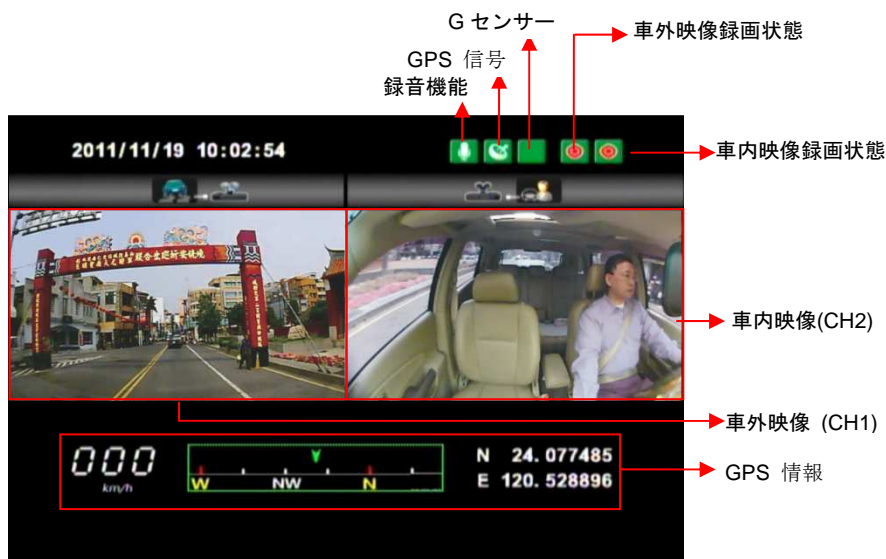 G センサー
車外映像録画状態
GPS 信号
録音機能
2011/11/19 10:02:54
車内映像録画状態
車内映像(CH2)
車外映像 (CH1)
000
km/h
W NW N
N 24.077485
E 120.528896
GPS 情報